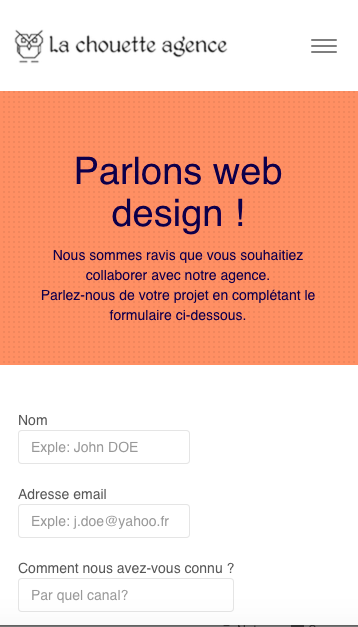 La chouette agence
Parlons web
design !
Nous sommes ravis que vous souhaitiez
collaborer avec notre agence.
Parlez-nous de votre projet en complétant le
formulaire ci-dessous.
Nom
Exple: John DOE
Adresse email
Exple: j.doe@yahoo.fr
Comment nous avez-vous connu ?
Par quel canal?